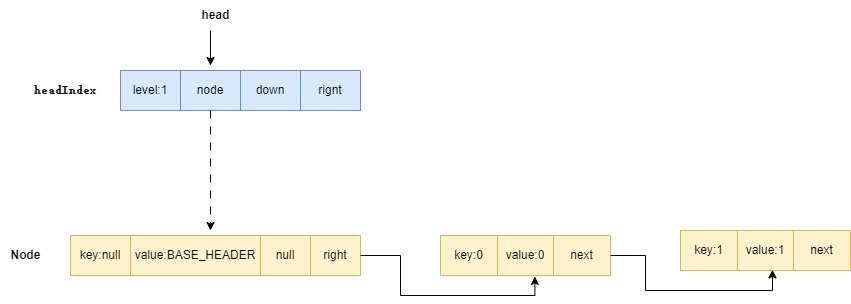 head
headIndex
level:1
node
down
rignt
Node
key:null
value:BASE_HEADER
null
right
key:0
value:0
next
key:1
value:1
next